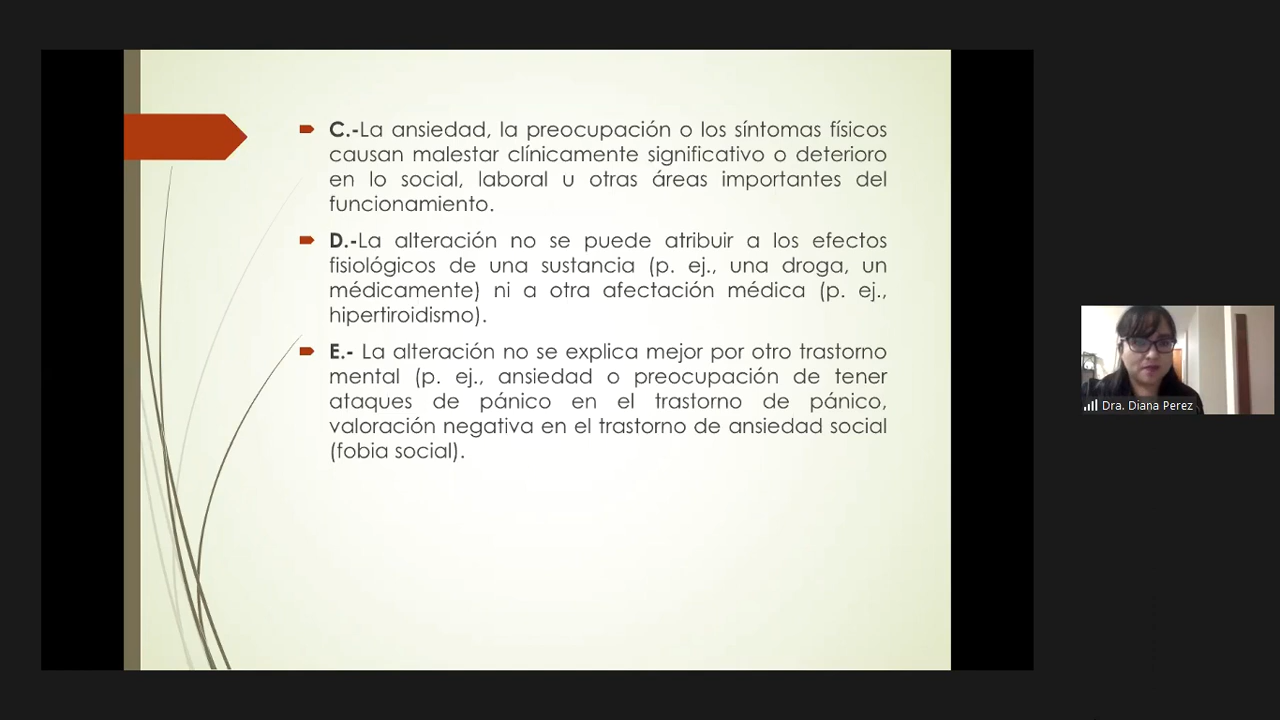 C.-La ansiedad, la preocupación o los síntomas físicos
causan malestar clínicamente significativo o deterioro
en lo social, laboral u otras áreas importantes del
funcionamiento.
D.-La alteración no se puede atribuir a los efectos
fisiológicos de una sustancia (p. ej., una droga, un
médicamente) ni a otra afectación médica (p. ej.,
hipertiroidismo).
E.- La alteración no se explica mejor por otro trastorno
mental (p. ej., ansiedad o preocupación de tener
ataques de pánico en el trastorno de pánico,
valoración negativa en el trastorno de ansiedad social
(fobia social).
Dra. Diana Perez